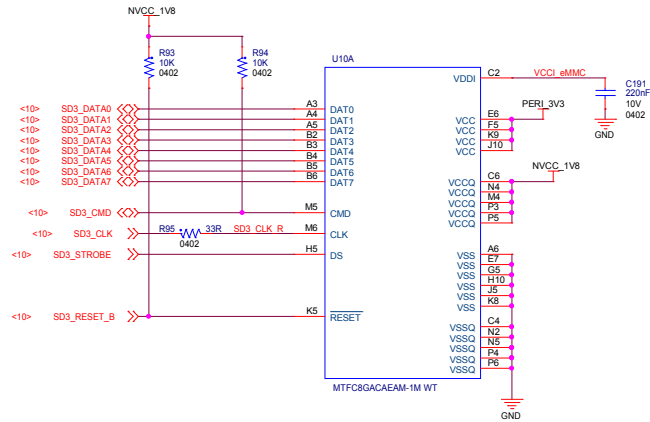 NVCC_1V8
R93
10K
0402
R94
10K
0402
U10A
<10> SD3_DATA0 A3 DAT0
<10> SD3_DATA1 A4 DAT1
<10> SD3_DATA2 A5 DAT2
<10> SD3_DATA3 B2 DAT3
<10> SD3_DATA4 B3 DAT4
<10> SD3_DATA5 B4 DAT5
<10> SD3_DATA6 B5 DAT6
<10> SD3_DATA7 B6 DAT7
<10> SD3_CMD M5 CMD
<10> SD3_CLK R95 33R SD3_CLK_R M6 CLK
0402
<10> SD3_STROBE H5 DS
<10> SD3_RESET_B K5 RESET
VDDI C2 VCCI_eMMC
C191
220nF
10V
0402
GND
PERI_3V3
VCC E6
VCC F5
VCC K9
VCC J10
NVCC_1V8
VCCQ C6
VCCQ N4
VCCQ M4
VCCQ P3
VCCQ P5
VSS A6
VSS E7
VSS G5
VSS H10
VSS J5
VSS K8
VSSQ C4
VSSQ N2
VSSQ N5
VSSQ P4
VSSQ P6
MTFC8GACAEAM-1M WT
GND